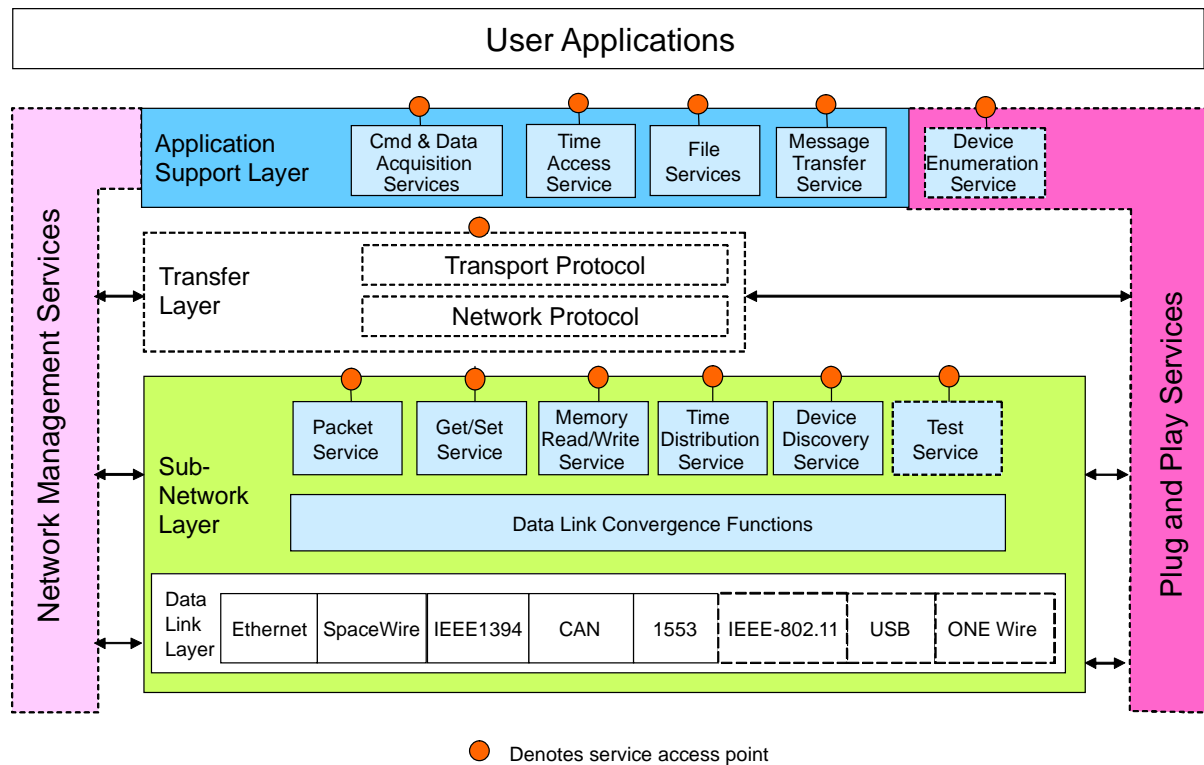 User Applications
Application
Support Layer
Cmd & Data
Acquisition
Services
Time
Access
Service
File
Services
Message
Transfer
Service
Device
Enumeration
Service
Network Management Services
Transfer
Layer
Transport Protocol
Network Protocol
Plug and Play Services
Sub-
Network
Layer
Packet
Service
Get/Set
Service
Memory
Read/Write
Service
Time
Distribution
Service
Device
Discovery
Service
Test
Service
Data Link Convergence Functions
Data
Link
Layer
Ethernet
SpaceWire
IEEE1394
CAN
1553
IEEE-802.11
USB
ONE Wire
Denotes service access point